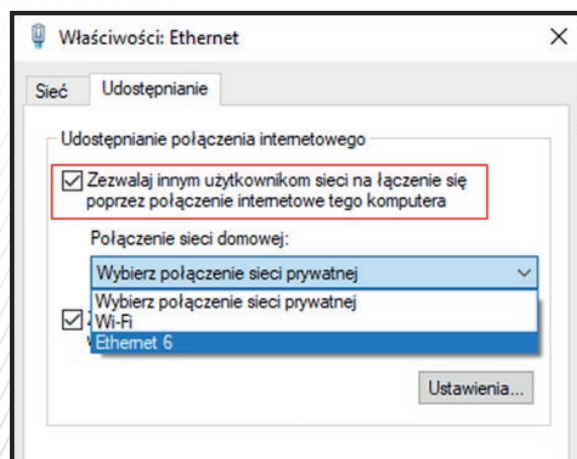 Właściwości: Ethernet
Sieć
Udostępnianie
Udostępnianie połączenia internetowego
Zezwalaj innym użytkownikom sieci na łączenie się
poprzez połączenie internetowe tego komputera
Połączenie sieci domowej:
Wybierz połączenie sieci prywatnej
Wybierz połączenie sieci prywatnej
Wi-Fi
Ethernet 6
Ustawienia...